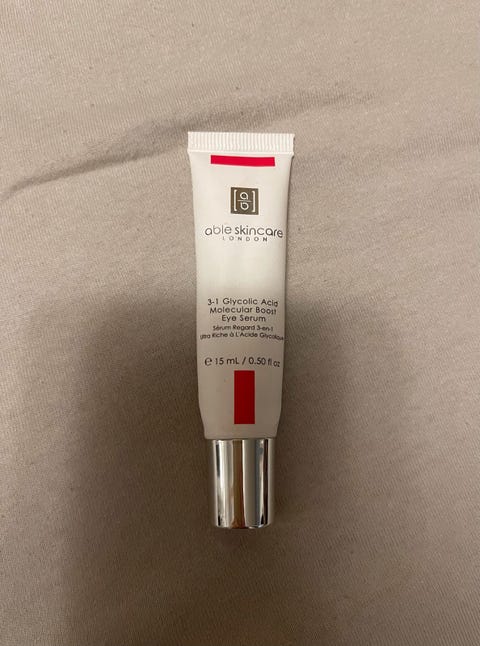 [a
b]
able skincare
LONDON
3-1 Glycolic Acid
Molecular Boost
Eye Serum
Sérum Regard 3-en-1
Ultra Riche à L'Acide Glycolique
℮ 15 mL / 0.50 fl oz